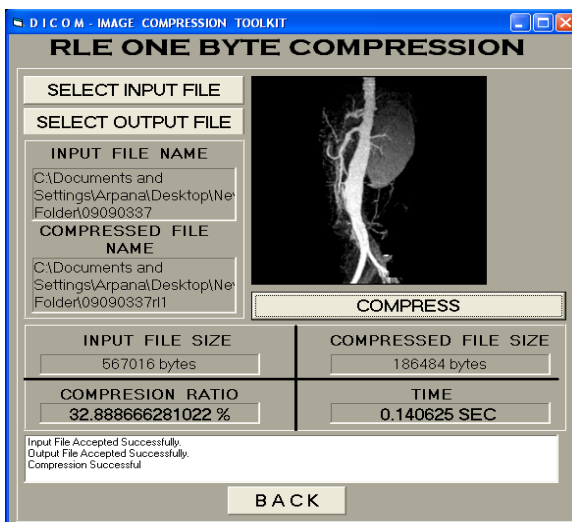 D I C O M - IMAGE COMPRESSION TOOLKIT
RLE ONE BYTE COMPRESSION
SELECT INPUT FILE
SELECT OUTPUT FILE
INPUT FILE NAME
C:\Documents and
Settings\Arpana\Desktop\Ne
Folder\09090337
COMPRESSED FILE
NAME
C:\Documents and
Settings\Arpana\Desktop\Ne
Folder\09090337rl1
COMPRESS
INPUT FILE SIZE
567016 bytes
COMPRESSED FILE SIZE
186484 bytes
COMPRESION RATIO
32.888666281022 %
TIME
0.140625 SEC
Input File Accepted Successfully.
Output File Accepted Successfully.
Compression Successful
B A C K